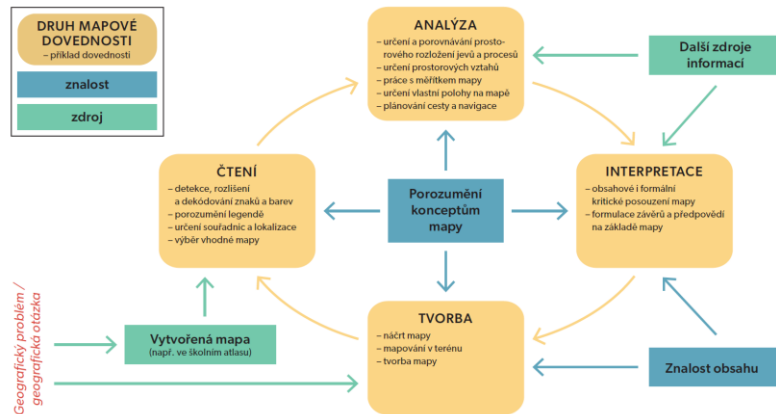 DRUH MAPOVÉ
DOVEDNOSTI
– příklad dovednosti
znalost
zdroj
ANALÝZA
– určení a porovnávání prosto-
rového rozložení jevů a procesů
– určení prostorových vztahů
– práce s měřítkem mapy
– určení vlastní polohy na mapě
– plánování cesty a navigace
Další zdroje
informací
ČTENÍ
– detekce, rozlišení
a dekódování znaků a barev
– porozumění legendě
– určení souřadnic a lokalizace
– výběr vhodné mapy
Porozumění
konceptům
mapy
INTERPRETACE
– obsahové i formální
kritické posouzení mapy
– formulace závěrů a předpovědí
na základě mapy
Geografický problém /
geografická otázka
Vytvořená mapa
(např. ve školním atlasu)
TVORBA
– náčrt mapy
– mapování v terénu
– tvorba mapy
Znalost obsahu